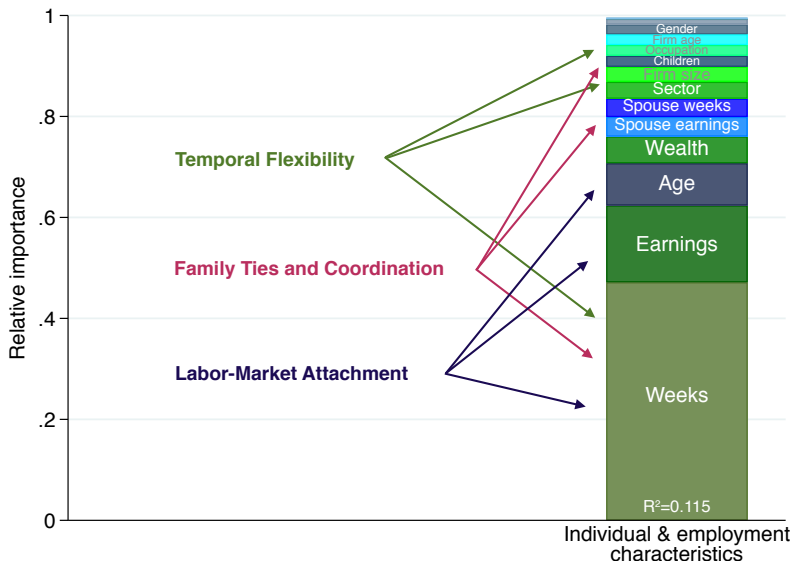 1
.8
.6
.4
.2
0
Relative importance
Temporal Flexibility
Family Ties and Coordination
Labor-Market Attachment
Gender
Firm age
Occupation
Children
Firm size
Sector
Spouse weeks
Spouse earnings
Wealth
Age
Earnings
Weeks
R²=0.115
Individual & employment
characteristics